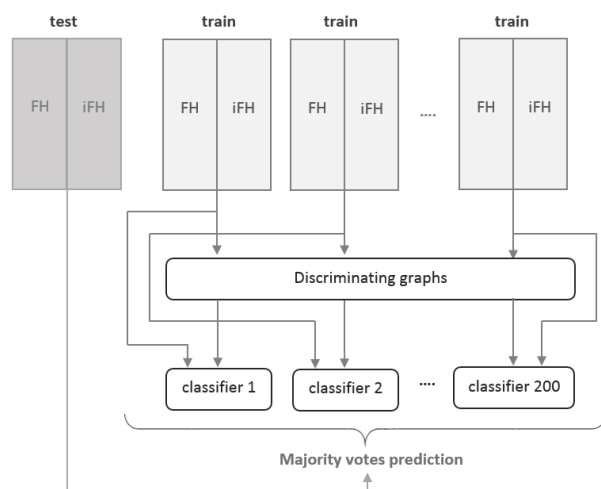 test train train train
FH iFH FH iFH FH iFH .... FH iFH
Discriminating graphs
classifier 1 classifier 2 .... classifier 200
Majority votes prediction